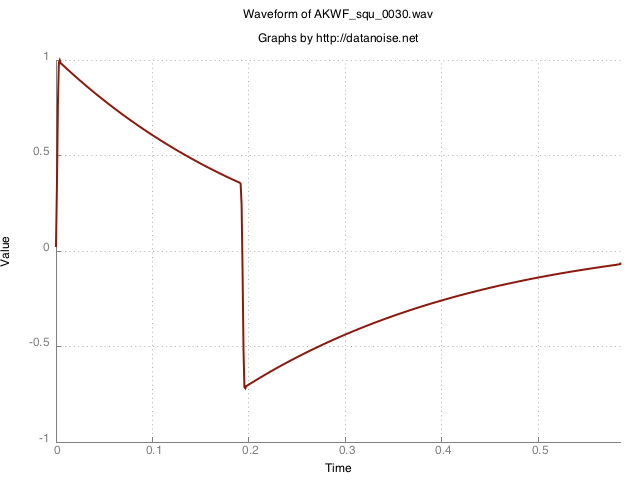 Waveform of AKWF_squ_0030.wav
Graphs by http://datanoise.net
1
0.5
0
-0.5
-1
Value
0 0.1 0.2 0.3 0.4 0.5
Time